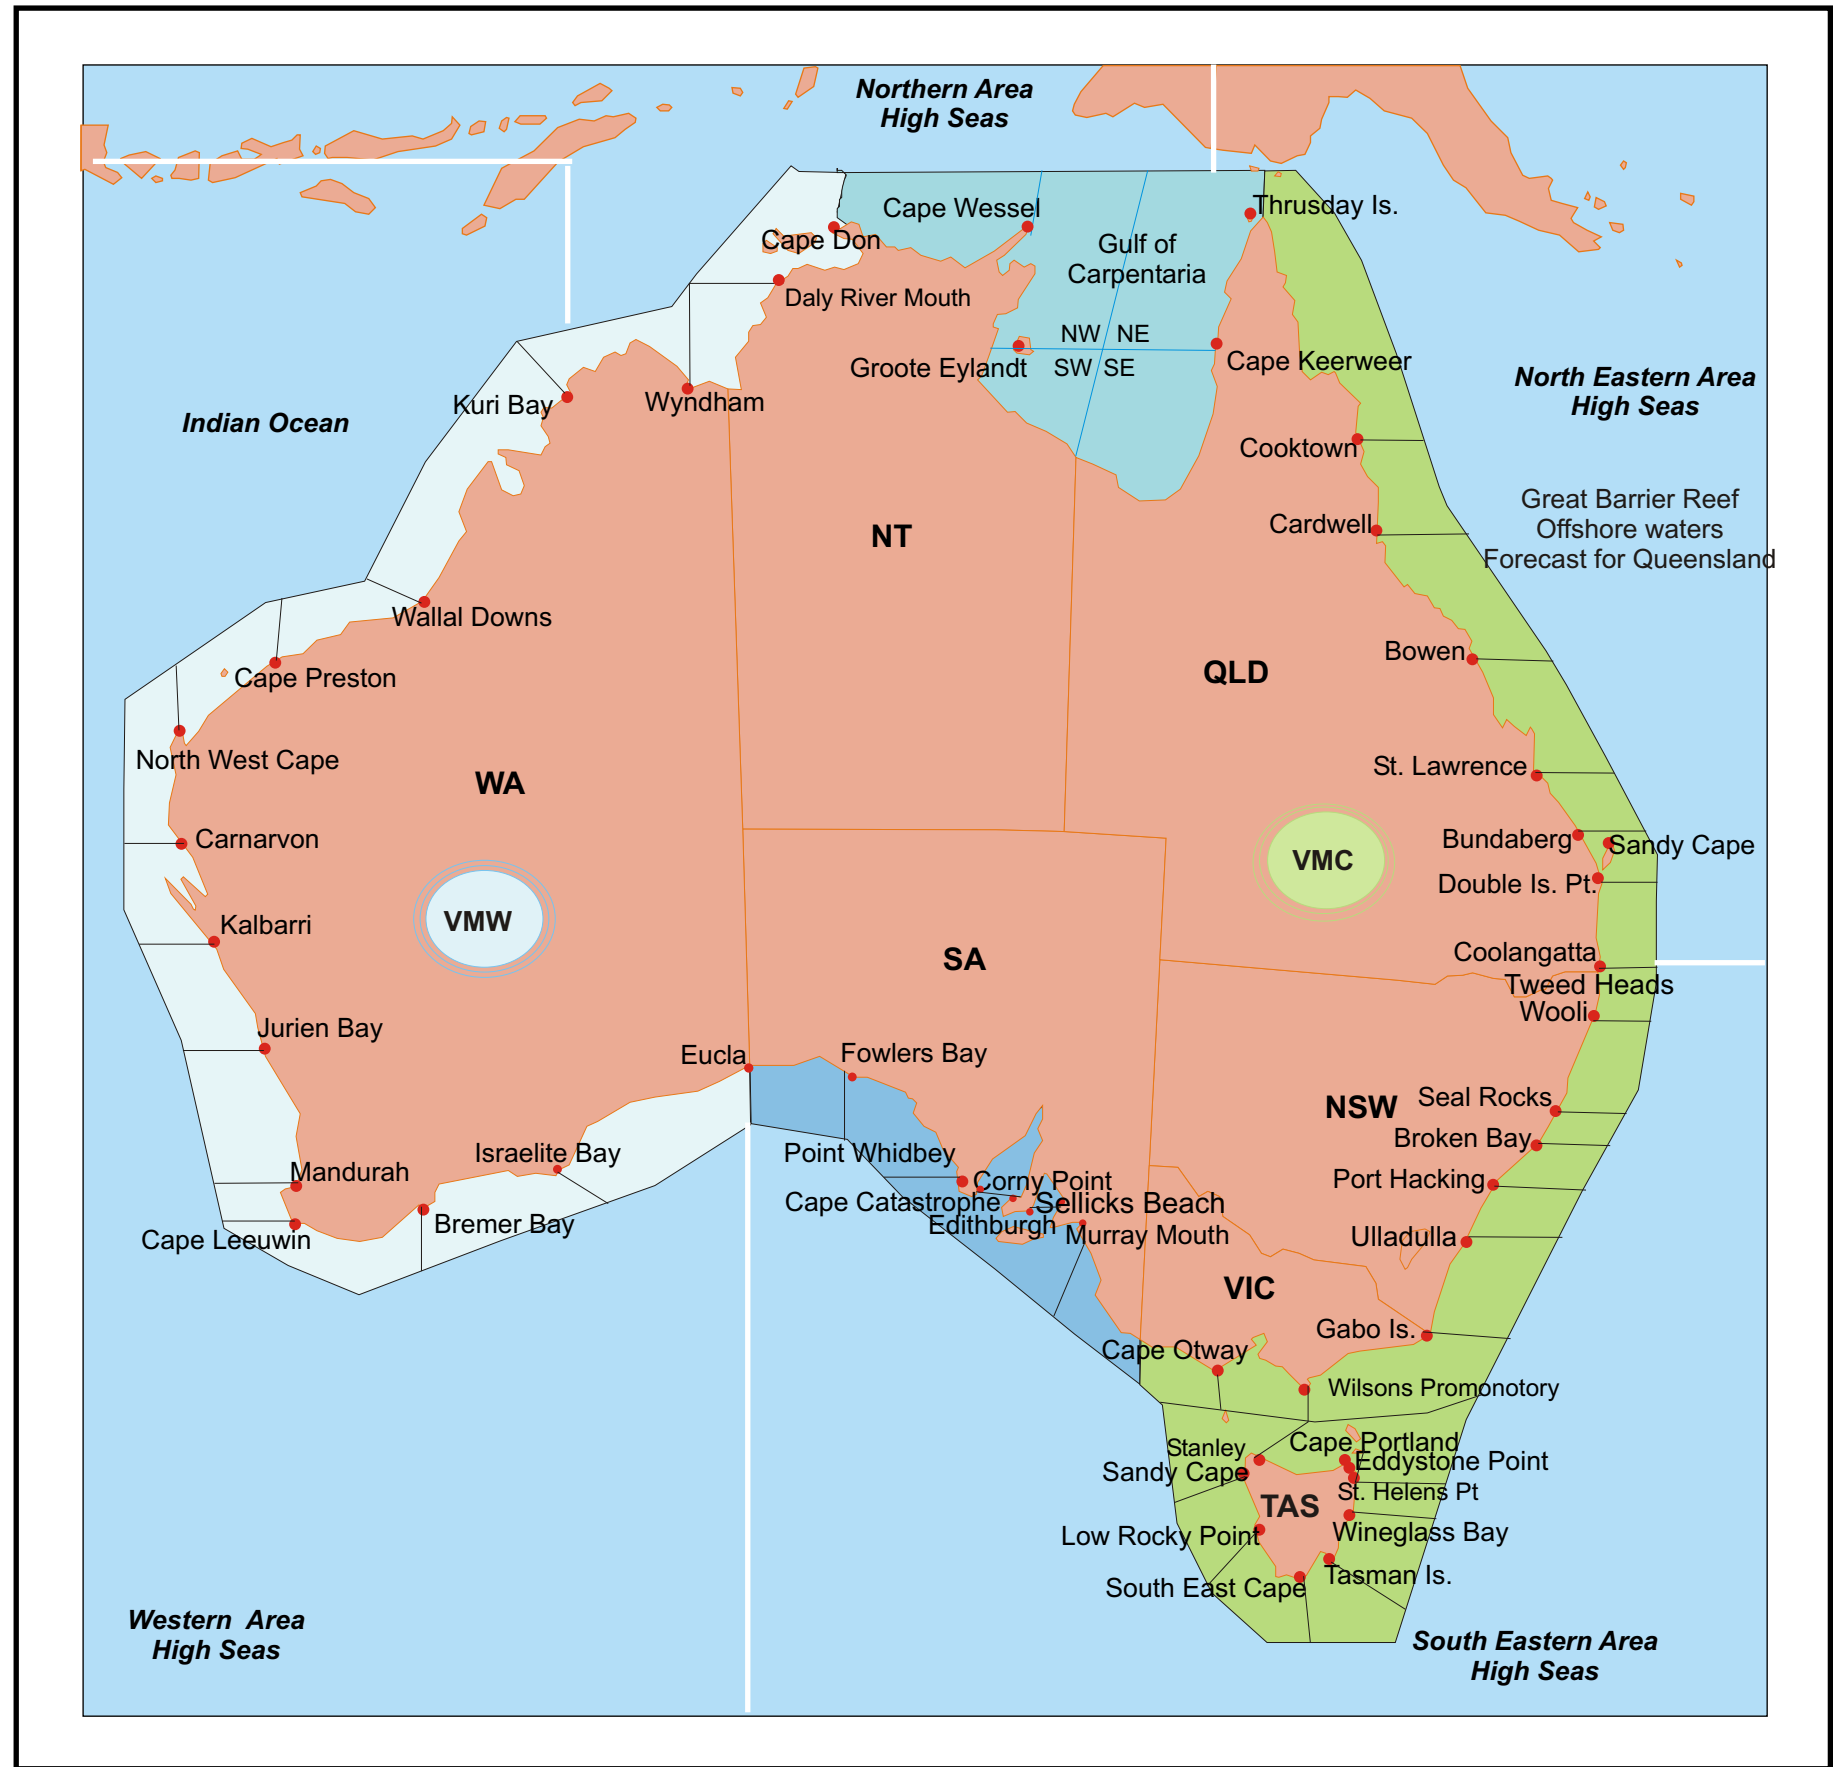 Northern Area
High Seas
Cape Wessel
Thrusday Is.
Cape Don
Gulf of
Carpentaria
Daly River Mouth
NW NE
SW SE
Groote Eylandt
Cape Keerweer
North Eastern Area
High Seas
Indian Ocean
Kuri Bay
Wyndham
Cooktown
Great Barrier Reef
Offshore waters
Forecast for Queensland
Cardwell
NT
Wallal Downs
Bowen
QLD
Cape Preston
North West Cape
WA
St. Lawrence
Carnarvon
Bundaberg
Sandy Cape
VMC
Double Is. Pt.
Kalbarri
VMW
SA
Coolangatta
Tweed Heads
Wooli
Jurien Bay
Eucla
Fowlers Bay
NSW
Seal Rocks
Broken Bay
Israelite Bay
Point Whidbey
Mandurah
Corny Point
Port Hacking
Cape Catastrophe
Sellicks Beach
Bremer Bay
Edithburgh
Murray Mouth
Cape Leeuwin
Ulladulla
VIC
Gabo Is.
Cape Otway
Wilsons Promonotory
Stanley
Cape Portland
Sandy Cape
Eddystone Point
St. Helens Pt
TAS
Low Rocky Point
Wineglass Bay
South East Cape
Tasman Is.
Western Area
High Seas
South Eastern Area
High Seas